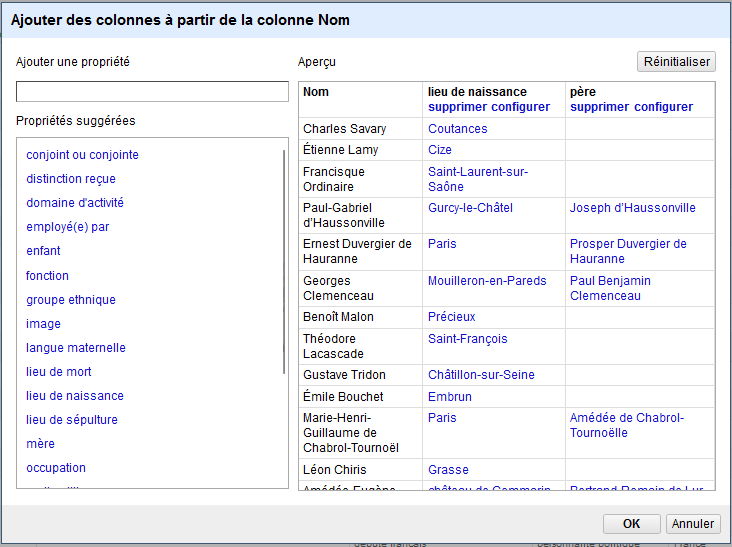 Ajouter des colonnes à partir de la colonne Nom
Ajouter une propriété
Propriétés suggérées
conjoint ou conjointe
distinction reçue
domaine d'activité
employé(e) par
enfant
fonction
groupe ethnique
image
langue maternelle
lieu de mort
lieu de naissance
lieu de sépulture
mère
occupation
Aperçu
Réinitialiser
Nom lieu de naissance père
supprimer configurer supprimer configurer
Charles Savary Coutances
Étienne Lamy Cize
Francisque Saint-Laurent-sur-
Ordinaire Saône
Paul-Gabriel Gurcy-le-Châtel Joseph d'Haussonville
d'Haussonville
Ernest Duvergier de Paris Prosper Duvergier de
Hauranne Hauranne
Georges Mouilleron-en-Pareds Paul Benjamin
Clemenceau Clemenceau
Benoît Malon Précieux
Théodore Saint-François
Lacascade
Gustave Tridon Châtillon-sur-Seine
Émile Bouchet Embrun
Marie-Henri- Paris Amédée de Chabrol-
Guillaume de Tournoëlle
Chabrol-Tournoël
Léon Chiris Grasse
Amédée-Eugène château de Commarin Bertrand Romain de Lur-
OK Annuler